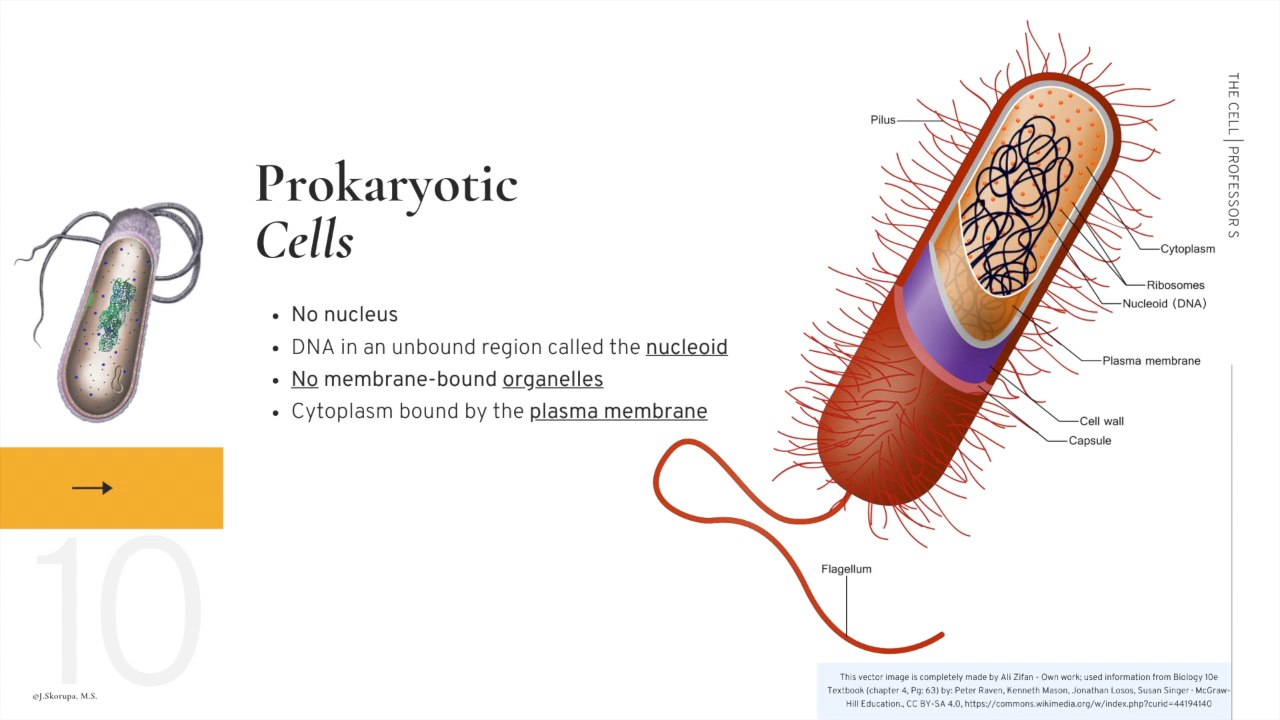 Prokaryotic
Cells
• No nucleus
• DNA in an unbound region called the nucleoid
• No membrane-bound organelles
• Cytoplasm bound by the plasma membrane
10
@J.Skorupa, M.S.
Pilus
Cytoplasm
Ribosomes
Nucleoid (DNA)
Plasma membrane
Cell wall
Capsule
Flagellum
THE CELL | PROFESSORS
This vector image is completely made by Ali Zifan - Own work; used information from Biology 10e
Textbook (chapter 4, Pg: 63) by: Peter Raven, Kenneth Mason, Jonathan Losos, Susan Singer · McGraw-
Hill Education., CC BY-SA 4.0, https://commons.wikimedia.org/w/index.php?curid=44194140